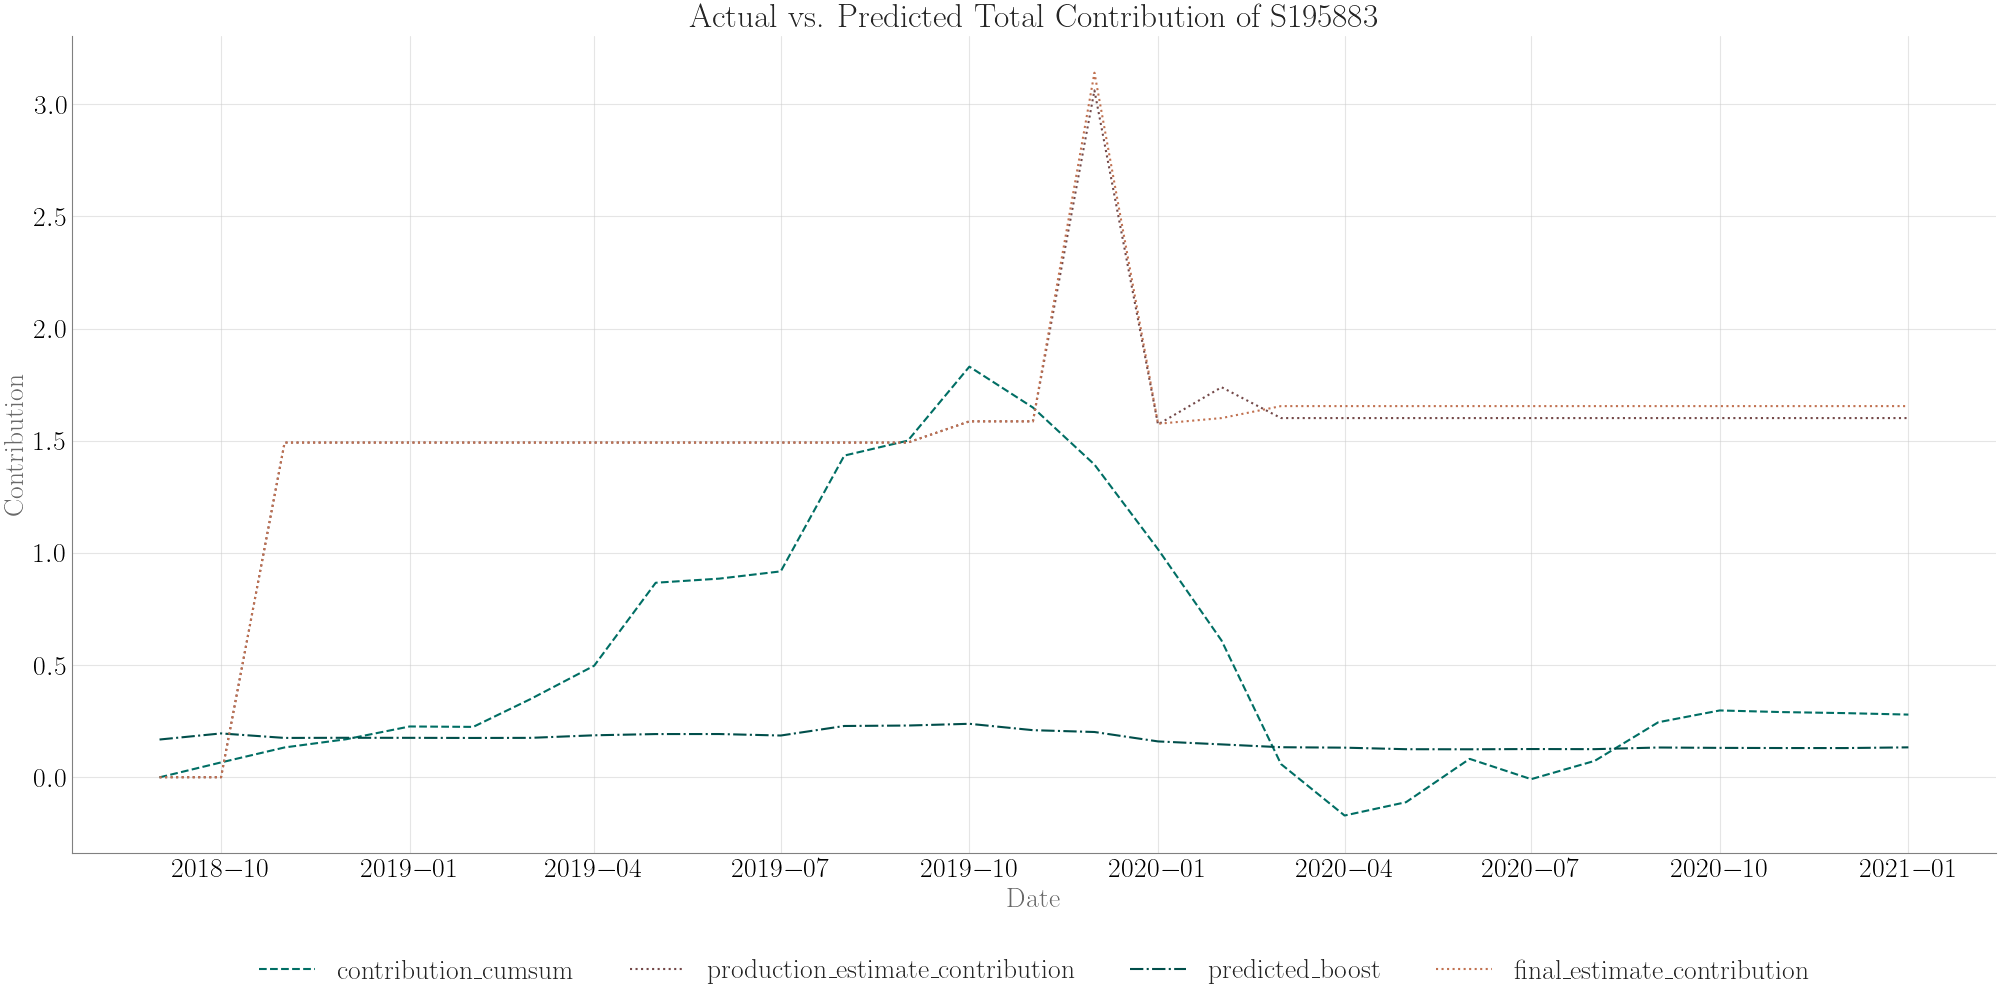 Actual vs. Predicted Total Contribution of S195883
3.0
2.5
2.0
1.5
1.0
0.5
0.0
Contribution
2018−10 2019−01 2019−04 2019−07 2019−10 2020−01 2020−04 2020−07 2020−10 2021−01
Date
contribution_cumsum production_estimate_contribution predicted_boost final_estimate_contribution